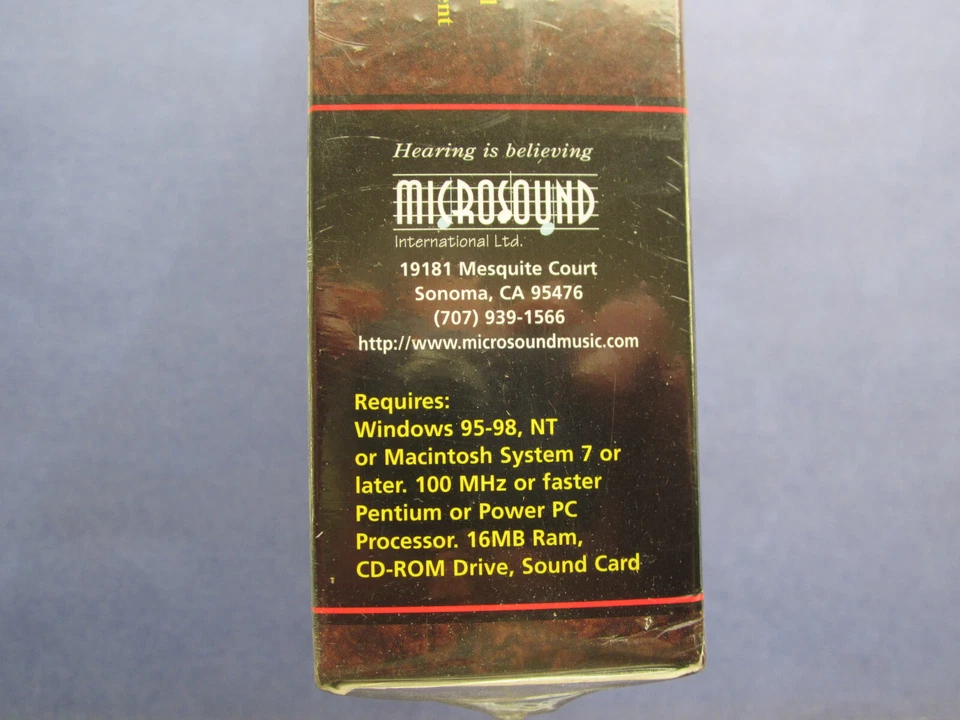 Hearing is believing
MICROSOUND
International Ltd.
19181 Mesquite Court
Sonoma, CA 95476
(707) 939-1566
http://www.microsoundmusic.com
Requires:
Windows 95-98, NT
or Macintosh System 7 or
later. 100 MHz or faster
Pentium or Power PC
Processor. 16MB Ram,
CD-ROM Drive, Sound Card